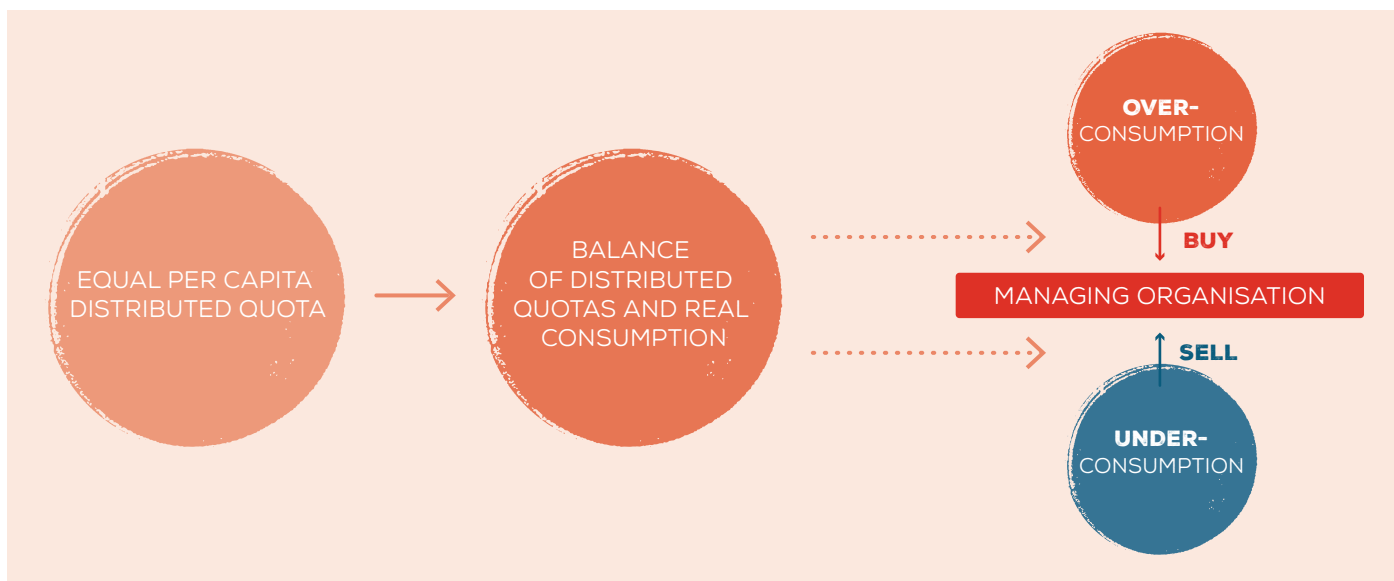 EQUAL PER CAPITA
DISTRIBUTED QUOTA
BALANCE
OF DISTRIBUTED
QUOTAS AND REAL
CONSUMPTION
OVER-
CONSUMPTION
BUY
MANAGING ORGANISATION
SELL
UNDER-
CONSUMPTION